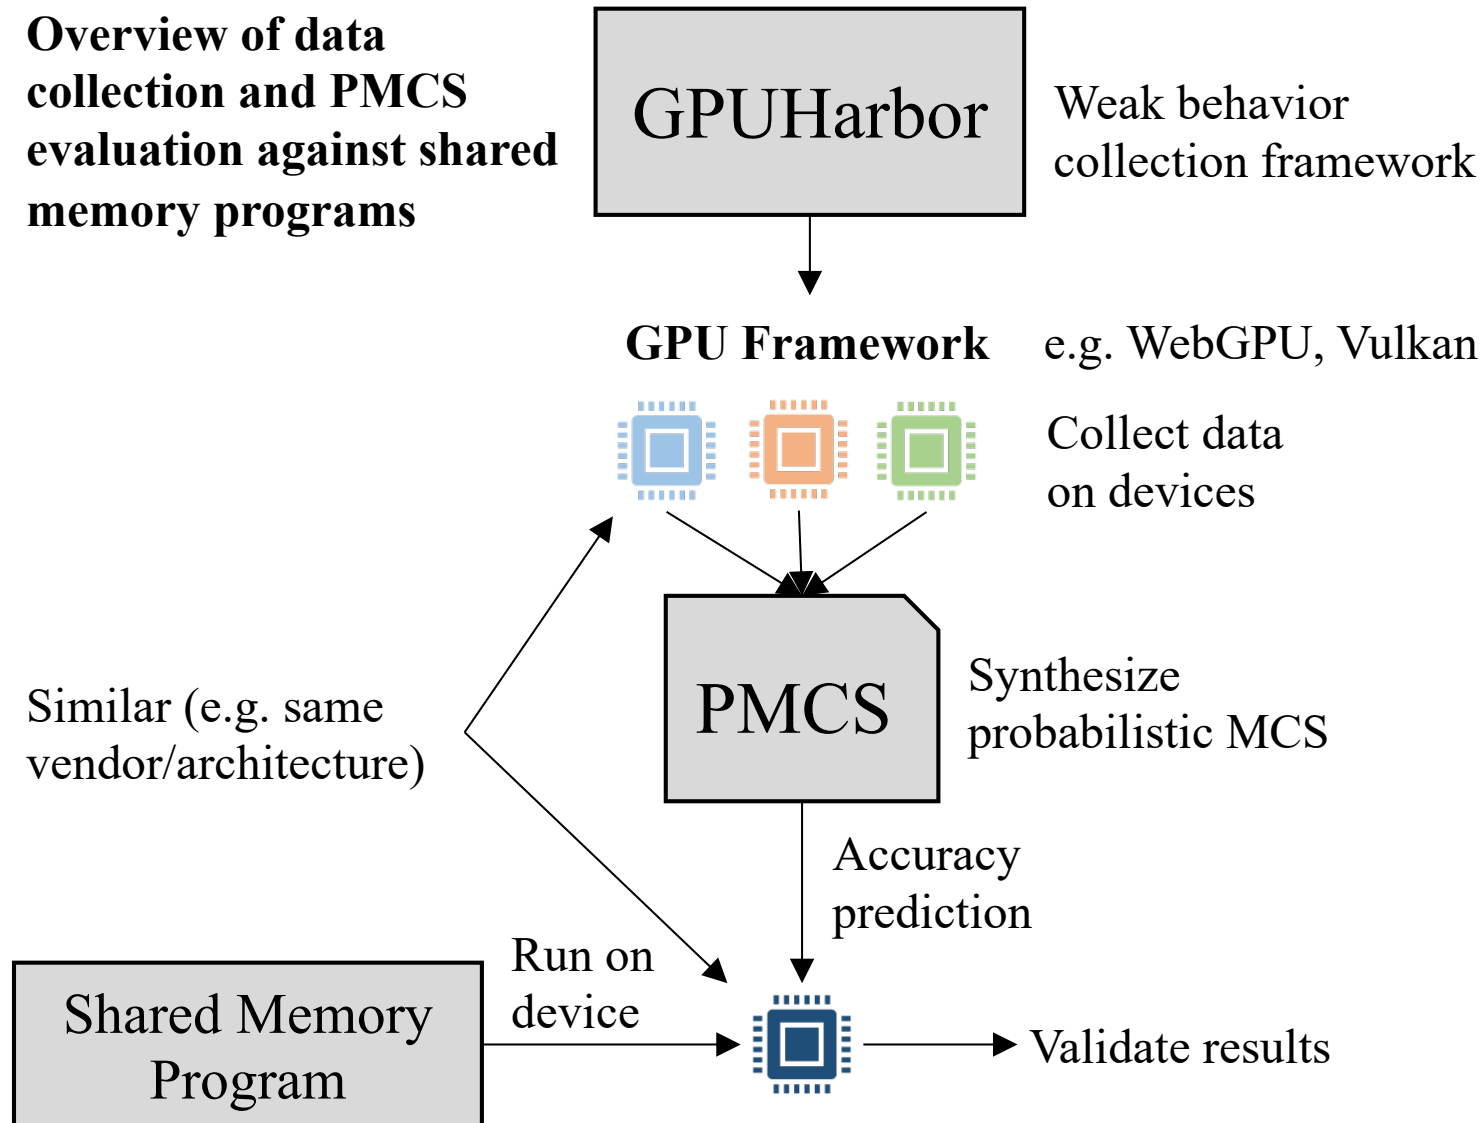 Overview of data
collection and PMCS
evaluation against shared
memory programs
GPUHarbor
Weak behavior
collection framework
GPU Framework
e.g. WebGPU, Vulkan
Collect data
on devices
PMCS
Synthesize
probabilistic MCS
Similar (e.g. same
vendor/architecture)
Accuracy
prediction
Run on
device
Shared Memory
Program
Validate results